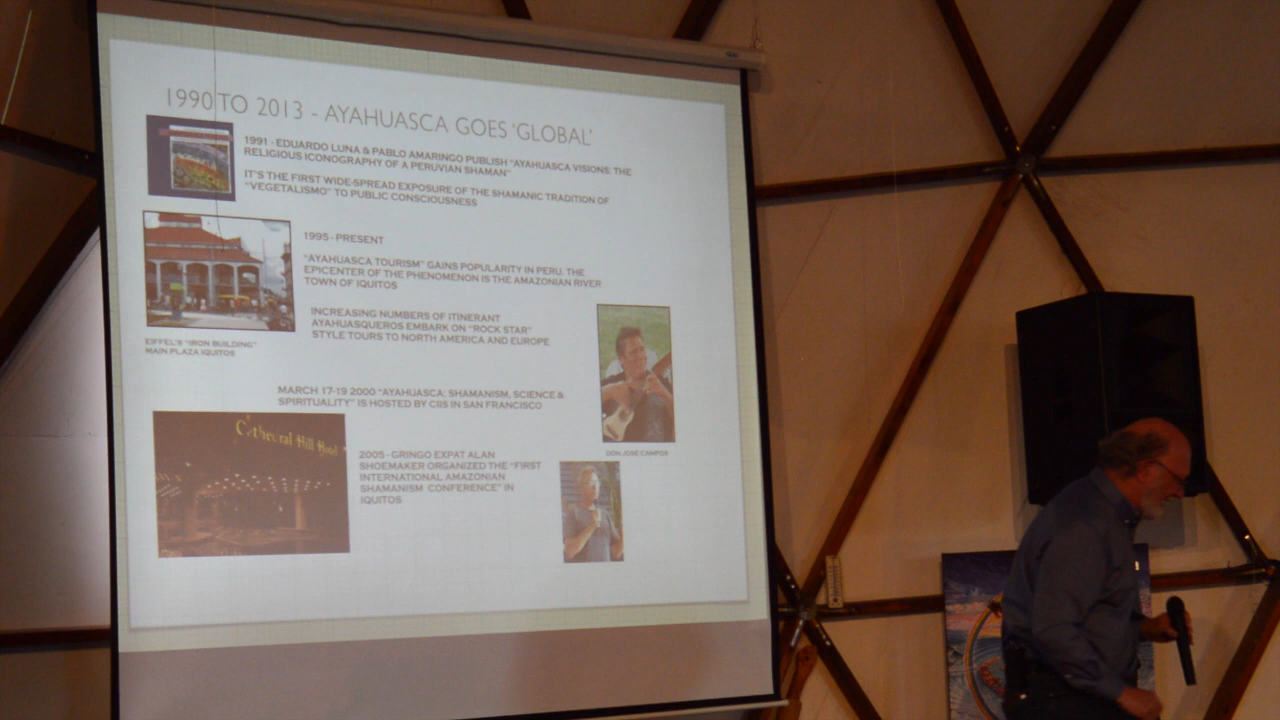 1990 TO 2013 - AYAHUASCA GOES 'GLOBAL'
1991 - EDUARDO LUNA & PABLO AMARINGO PUBLISH "AYAHUASCA VISIONS: THE
RELIGIOUS ICONOGRAPHY OF A PERUVIAN SHAMAN"
IT'S THE FIRST WIDE-SPREAD EXPOSURE OF THE SHAMANIC TRADITION OF
"VEGETALISMO" TO PUBLIC CONSCIOUSNESS
1995 - PRESENT
"AYAHUASCA TOURISM" GAINS POPULARITY IN PERU. THE
EPICENTER OF THE PHENOMENON IS THE AMAZONIAN RIVER
TOWN OF IQUITOS
INCREASING NUMBERS OF ITINERANT
AYAHUASQUEROS EMBARK ON "ROCK STAR"
STYLE TOURS TO NORTH AMERICA AND EUROPE
EIFFEL'S "IRON BUILDING"
MAIN PLAZA IQUITOS
MARCH 17-19 2000 "AYAHUASCA: SHAMANISM, SCIENCE &
SPIRITUALITY" IS HOSTED BY CIIS IN SAN FRANCISCO
DON JOSE CAMPOS
Cathedral Hill Hotel
2005 - GRINGO EXPAT ALAN
SHOEMAKER ORGANIZED THE "FIRST
INTERNATIONAL AMAZONIAN
SHAMANISM CONFERENCE" IN
IQUITOS